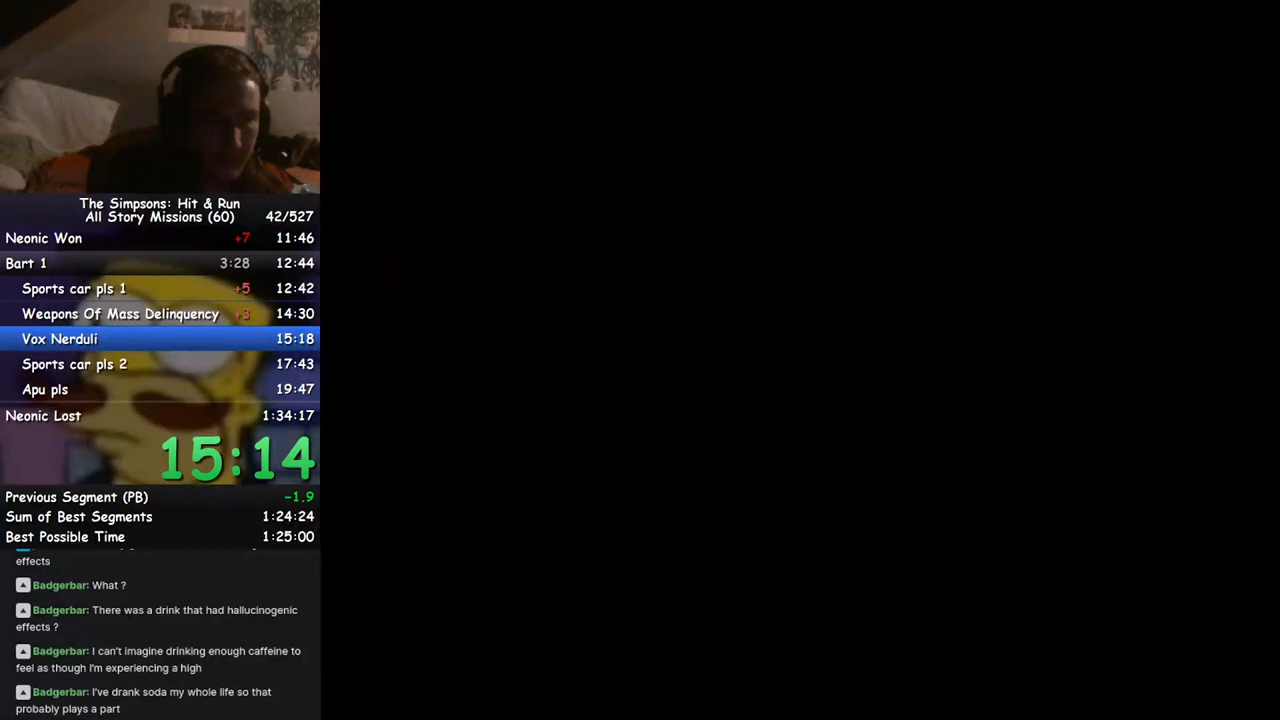 The Simpsons: Hit & Run
All Story Missions (60) 42/527
Neonic Won +7 11:46
Bart 1 3:28 12:44
Sports car pls 1 +5 12:42
Weapons Of Mass Delinquency +3 14:30
Vox Nerduli 15:18
Sports car pls 2 17:43
Apu pls 19:47
Neonic Lost 1:34:17
15:14
Previous Segment (PB) -1.9
Sum of Best Segments 1:24:24
Best Possible Time 1:25:00
effects
Badgerbar: What ?
Badgerbar: There was a drink that had hallucinogenic
effects ?
Badgerbar: I can't imagine drinking enough caffeine to
feel as though I'm experiencing a high
Badgerbar: I've drank soda my whole life so that
probably plays a part